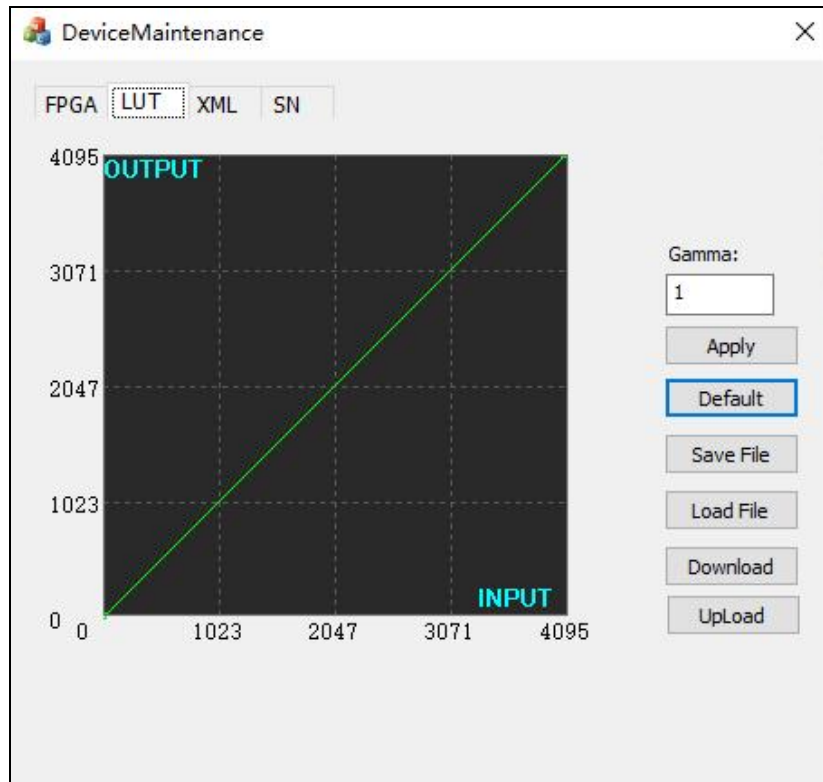 DeviceMaintenance
FPGA LUT XML SN
4095 OUTPUT
3071
2047
1023
0
INPUT
0 1023 2047 3071 4095
Gamma:
1
Apply
Default
Save File
Load File
Download
UpLoad